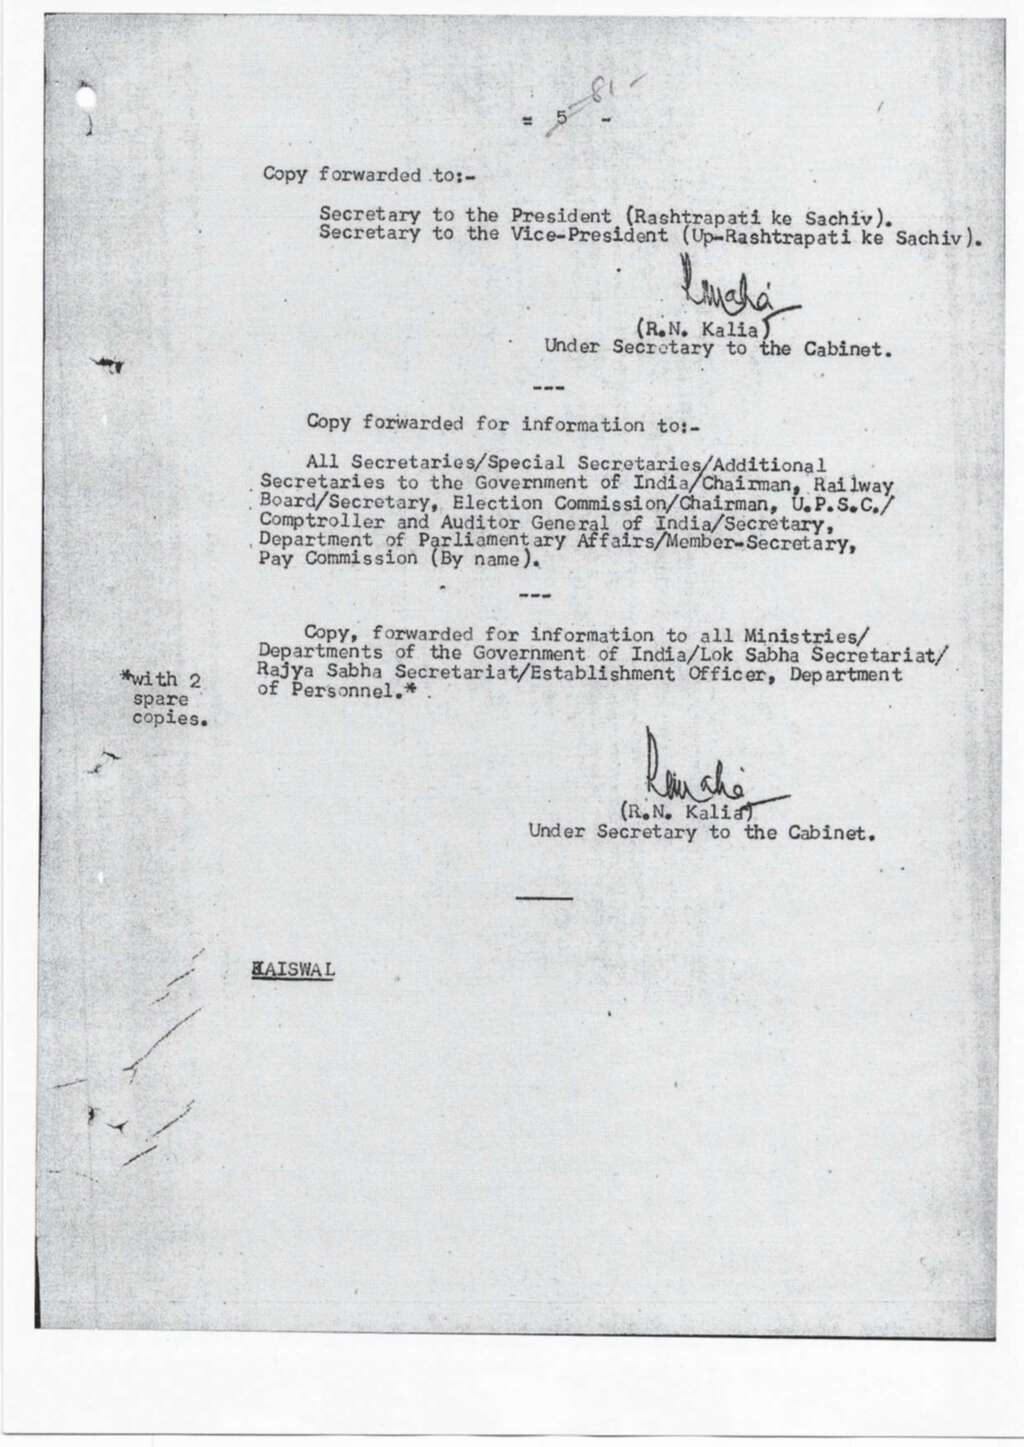 81
= 5 -
Copy forwarded to:-
Secretary to the President (Rashtrapati ke Sachiv).
Secretary to the Vice-President (Up-Rashtrapati ke Sachiv).
(R.N. Kalia)
Under Secretary to the Cabinet.
---
Copy forwarded for information to:-
All Secretaries/Special Secretaries/Additional
Secretaries to the Government of India/Chairman, Railway
Board/Secretary, Election Commission/Chairman, U.P.S.C./
Comptroller and Auditor General of India/Secretary,
Department of Parliamentary Affairs/Member-Secretary,
Pay Commission (By name).
---
Copy, forwarded for information to all Ministries/
Departments of the Government of India/Lok Sabha Secretariat/
Rajya Sabha Secretariat/Establishment Officer, Department
of Personnel.*
*with 2
spare
copies.
(R.N. Kalia)
Under Secretary to the Cabinet.